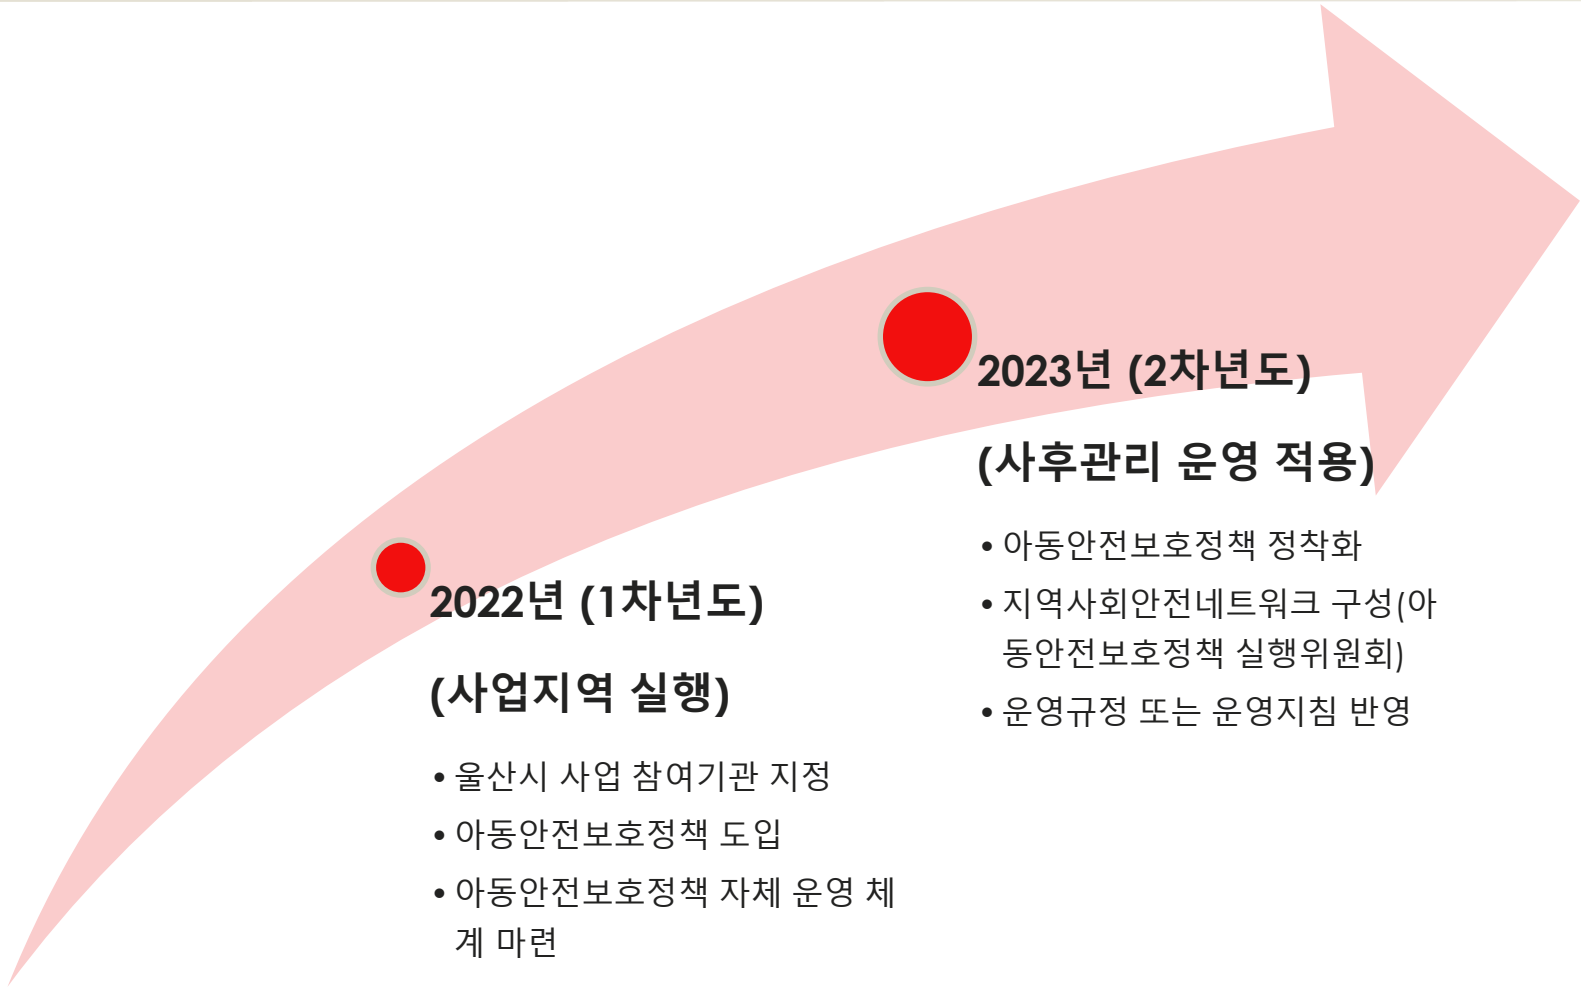 2022년 (1차년도)
(사업지역 실행)
• 울산시 사업 참여기관 지정
• 아동안전보호정책 도입
• 아동안전보호정책 자체 운영 체
계 마련
2023년 (2차년도)
(사후관리 운영 적용)
• 아동안전보호정책 정착화
• 지역사회안전네트워크 구성(아
동안전보호정책 실행위원회)
• 운영규정 또는 운영지침 반영